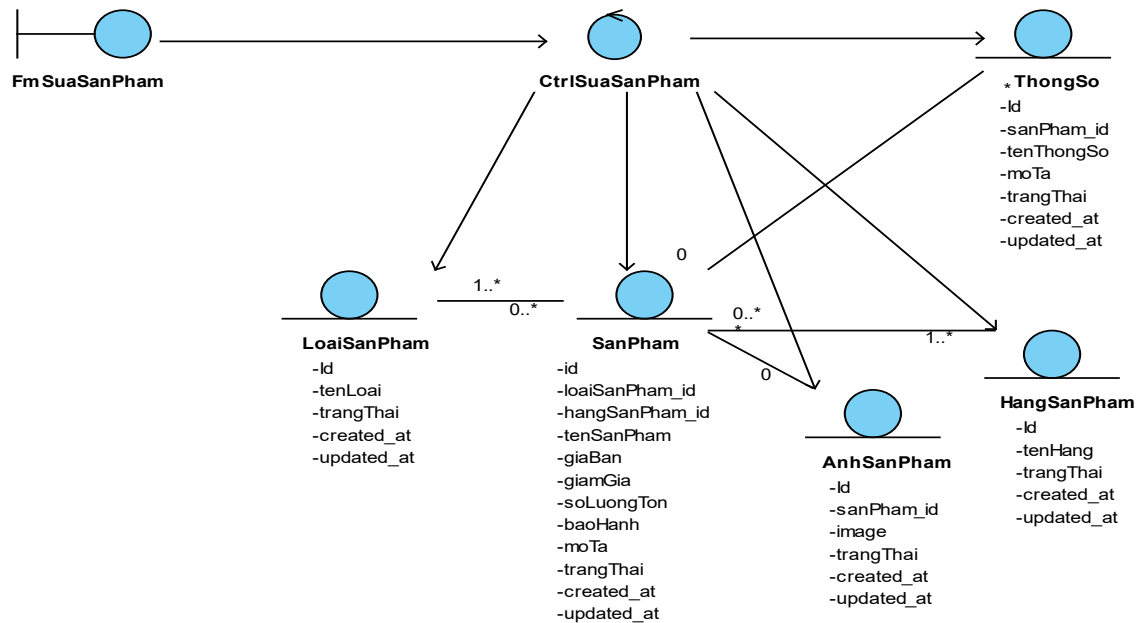 FmSuaSanPham
CtrlSuaSanPham
ThongSo
*
-Id
-sanPham_id
-tenThongSo
-moTa
-trangThai
-created_at
-updated_at
0
1..*
0..*
0..*
*
1..*
0
LoaiSanPham
-Id
-tenLoai
-trangThai
-created_at
-updated_at
SanPham
-id
-loaiSanPham_id
-hangSanPham_id
-tenSanPham
-giaBan
-giamGia
-soLuongTon
-baoHanh
-moTa
-trangThai
-created_at
-updated_at
AnhSanPham
-Id
-sanPham_id
-image
-trangThai
-created_at
-updated_at
HangSanPham
-Id
-tenHang
-trangThai
-created_at
-updated_at